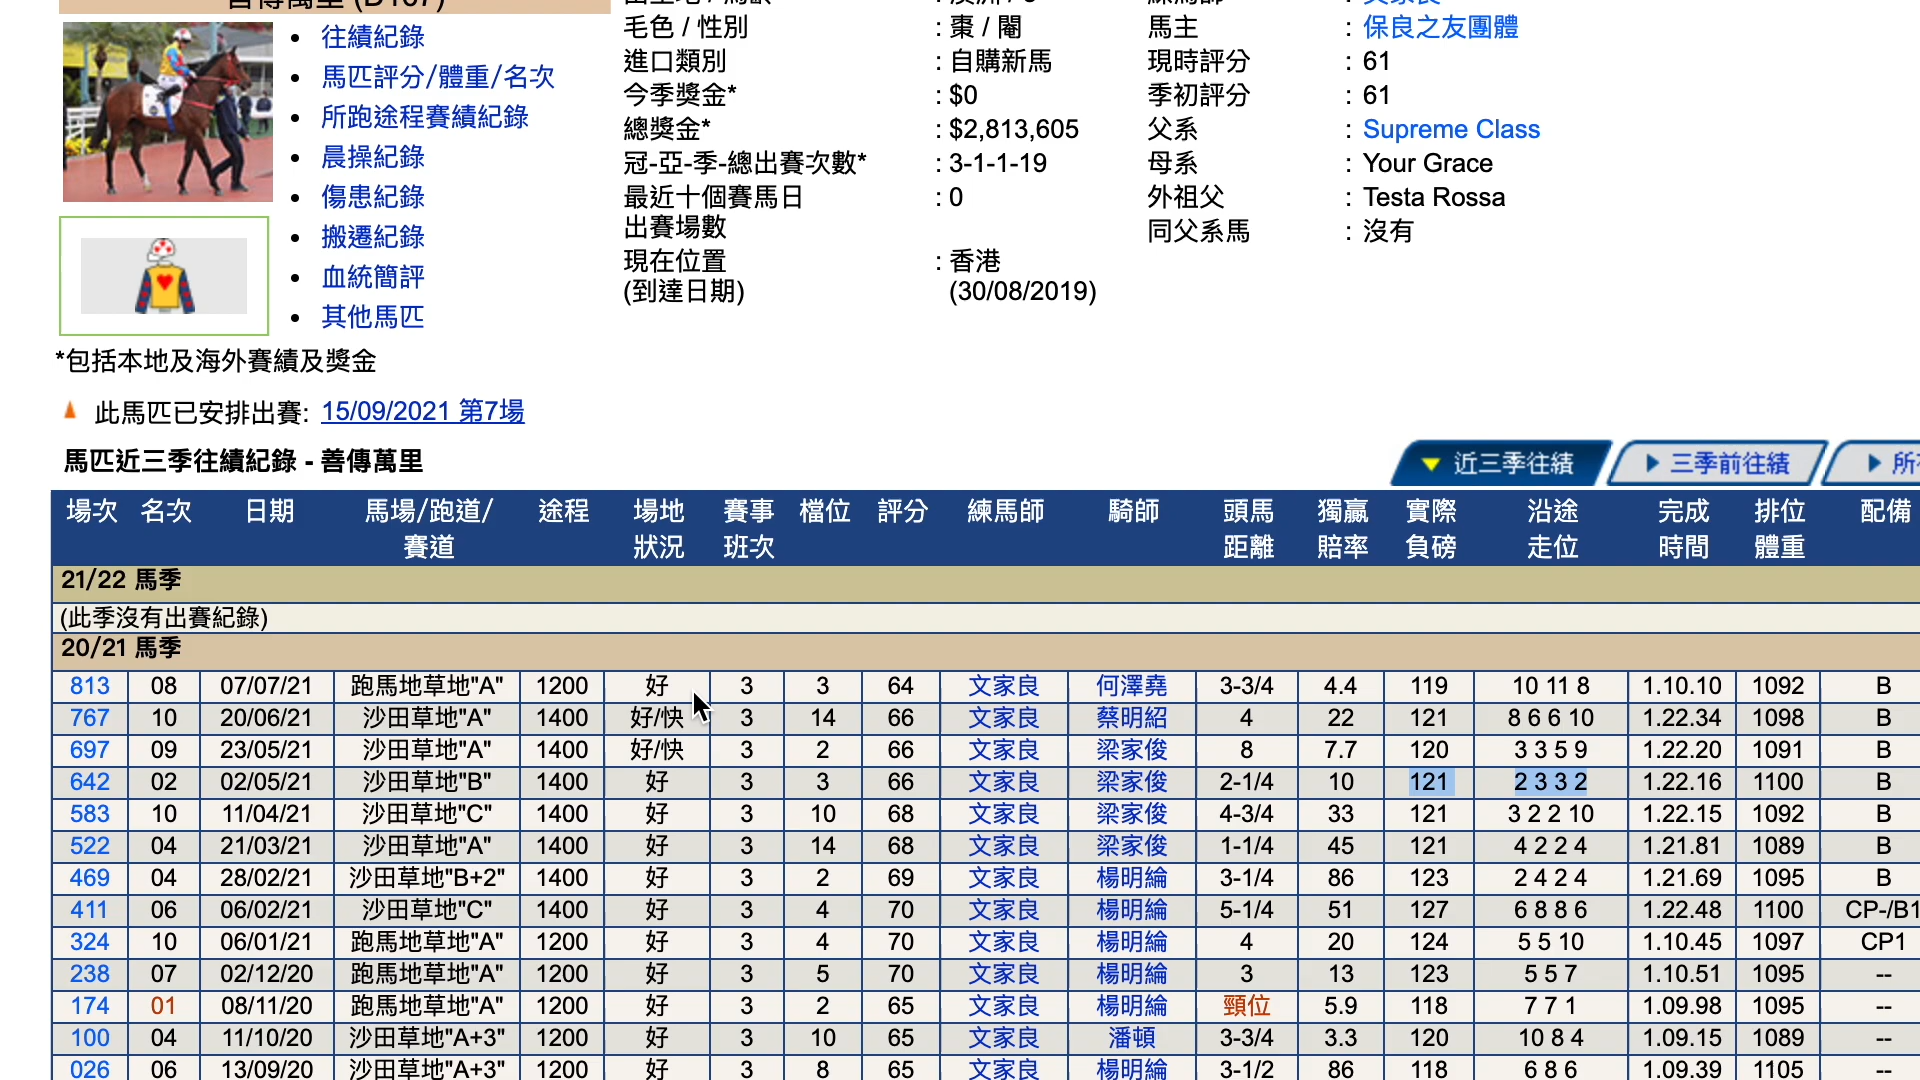 • 往績紀錄
• 馬匹評分/體重/名次
• 所跑途程賽績紀錄
• 晨操紀錄
• 傷患紀錄
• 搬遷紀錄
• 血統簡評
• 其他馬匹
毛色 / 性別 : 棗 / 閹 馬主 : 保良之友團體
進口類別 : 自購新馬 現時評分 : 61
今季獎金* : $0 季初評分 : 61
總獎金* : $2,813,605 父系 : Supreme Class
冠-亞-季-總出賽次數* : 3-1-1-19 母系 : Your Grace
最近十個賽馬日 : 0 外祖父 : Testa Rossa
出賽場數 同父系馬 : 沒有
現在位置 : 香港
(到達日期) (30/08/2019)
*包括本地及海外賽績及獎金
此馬匹已安排出賽: 15/09/2021 第7場
馬匹近三季往績紀錄 - 善傳萬里 近三季往績 三季前往績
場次 名次 日期 馬場/跑道/ 途程 場地 賽事 檔位 評分 練馬師 騎師 頭馬 獨贏 實際 沿途 完成 排位 配備
賽道 狀況 班次 距離 賠率 負磅 走位 時間 體重
21/22 馬季
(此季沒有出賽紀錄)
20/21 馬季
813 08 07/07/21 跑馬地草地"A" 1200 好 3 3 64 文家良 何澤堯 3-3/4 4.4 119 10 11 8 1.10.10 1092 B
767 10 20/06/21 沙田草地"A" 1400 好/快 3 14 66 文家良 蔡明紹 4 22 121 8 6 6 10 1.22.34 1098 B
697 09 23/05/21 沙田草地"A" 1400 好/快 3 2 66 文家良 梁家俊 8 7.7 120 3 3 5 9 1.22.20 1091 B
642 02 02/05/21 沙田草地"B" 1400 好 3 3 66 文家良 梁家俊 2-1/4 10 121 2 3 3 2 1.22.16 1100 B
583 10 11/04/21 沙田草地"C" 1400 好 3 10 68 文家良 梁家俊 4-3/4 33 121 3 2 2 10 1.22.15 1092 B
522 04 21/03/21 沙田草地"A" 1400 好 3 14 68 文家良 梁家俊 1-1/4 45 121 4 2 2 4 1.21.81 1089 B
469 04 28/02/21 沙田草地"B+2" 1400 好 3 2 69 文家良 楊明綸 3-1/4 86 123 2 4 2 4 1.21.69 1095 B
411 06 06/02/21 沙田草地"C" 1400 好 3 4 70 文家良 楊明綸 5-1/4 51 127 6 8 8 6 1.22.48 1100 CP-/B1
324 10 06/01/21 跑馬地草地"A" 1200 好 3 4 70 文家良 楊明綸 4 20 124 5 5 10 1.10.45 1097 CP1
238 07 02/12/20 跑馬地草地"A" 1200 好 3 5 70 文家良 楊明綸 3 13 123 5 5 7 1.10.51 1095 --
174 01 08/11/20 跑馬地草地"A" 1200 好 3 2 65 文家良 楊明綸 頸位 5.9 118 7 7 1 1.09.98 1095 --
100 04 11/10/20 沙田草地"A+3" 1200 好 3 10 65 文家良 潘頓 3-3/4 3.3 120 10 8 4 1.09.15 1089 --
026 06 13/09/20 沙田草地"A+3" 1200 好 3 8 65 文家良 楊明綸 3-1/2 86 118 6 8 6 1.09.39 1105 --